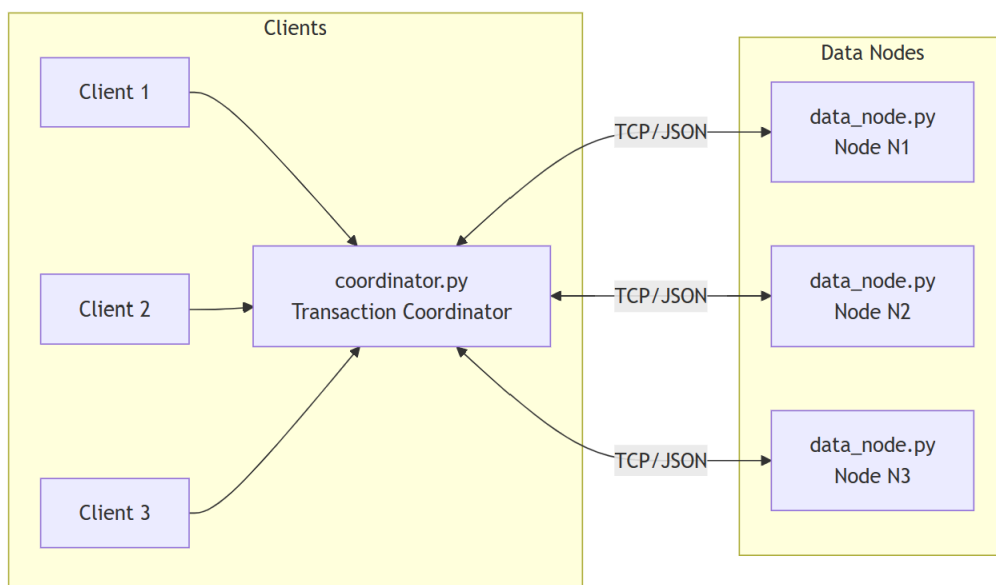 Clients
Client 1
Client 2
Client 3
coordinator.py
Transaction Coordinator
TCP/JSON
TCP/JSON
TCP/JSON
Data Nodes
data_node.py
Node N1
data_node.py
Node N2
data_node.py
Node N3